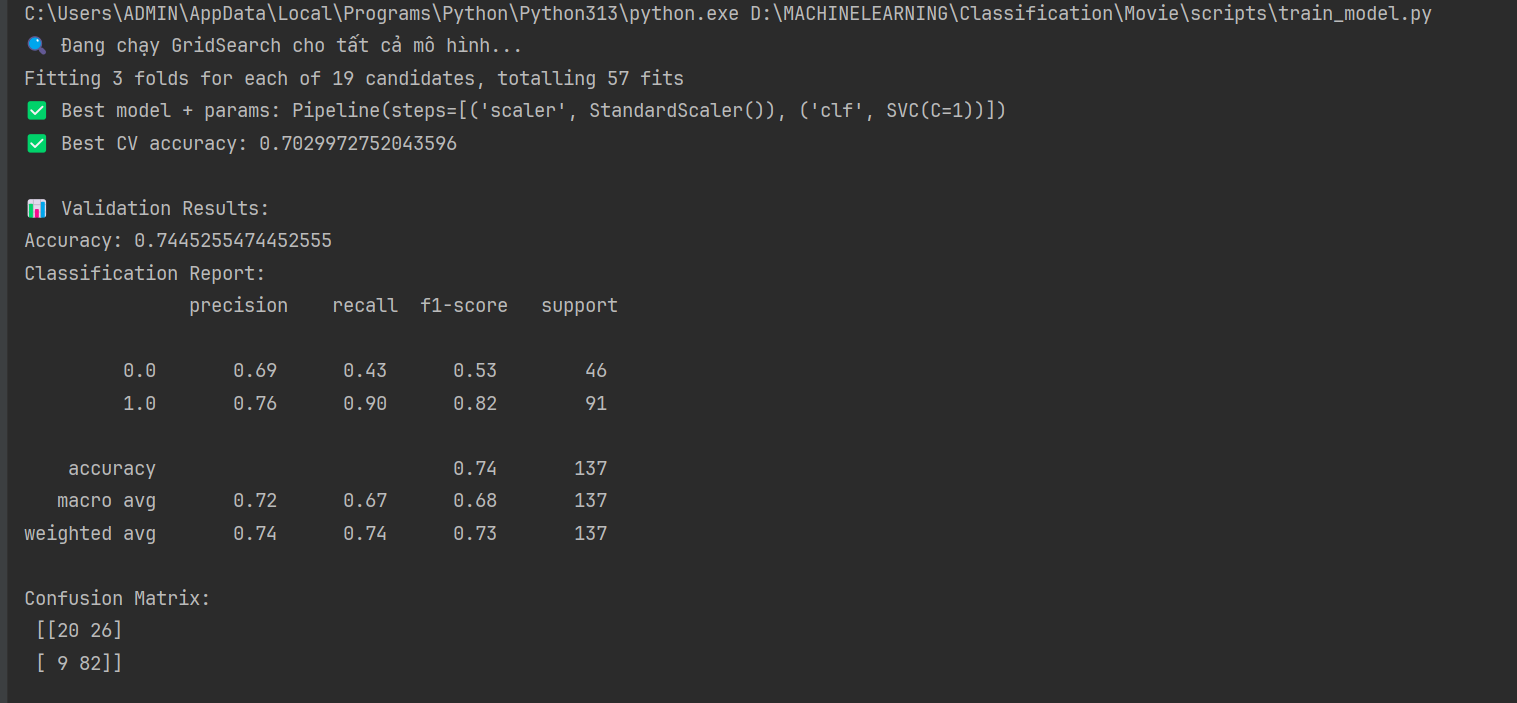 C:\Users\ADMIN\AppData\Local\Programs\Python\Python313\python.exe D:\MACHINELEARNING\Classification\Movie\scripts\train_model.py
🔍 Đang chạy GridSearch cho tất cả mô hình...
Fitting 3 folds for each of 19 candidates, totalling 57 fits
✅ Best model + params: Pipeline(steps=[('scaler', StandardScaler()), ('clf', SVC(C=1))])
✅ Best CV accuracy: 0.7029972752043596
📊 Validation Results:
Accuracy: 0.7445255474452555
Classification Report:
precision recall f1-score support
0.0 0.69 0.43 0.53 46
1.0 0.76 0.90 0.82 91
accuracy 0.74 137
macro avg 0.72 0.67 0.68 137
weighted avg 0.74 0.74 0.73 137
Confusion Matrix:
[[20 26]
[ 9 82]]